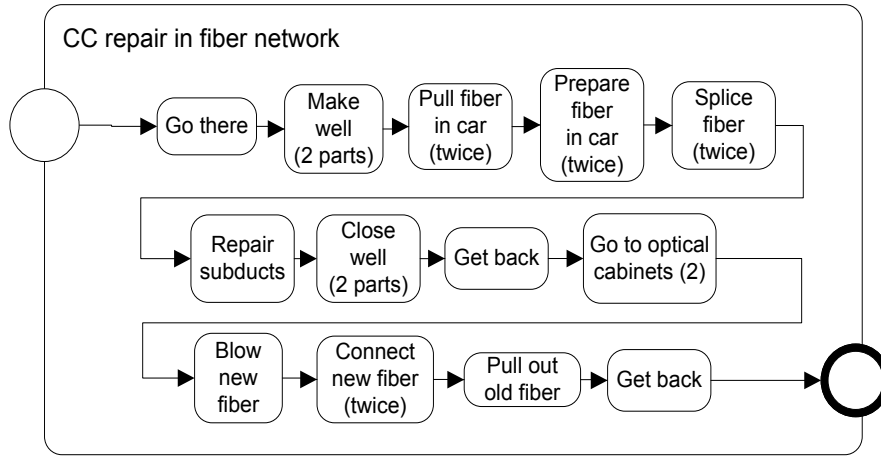 CC repair in fiber network
Go there
Make
well
(2 parts)
Pull fiber
in car
(twice)
Prepare
fiber
in car
(twice)
Splice
fiber
(twice)
Repair
subducts
Close
well
(2 parts)
Get back
Go to optical
cabinets (2)
Blow
new
fiber
Connect
new fiber
(twice)
Pull out
old fiber
Get back